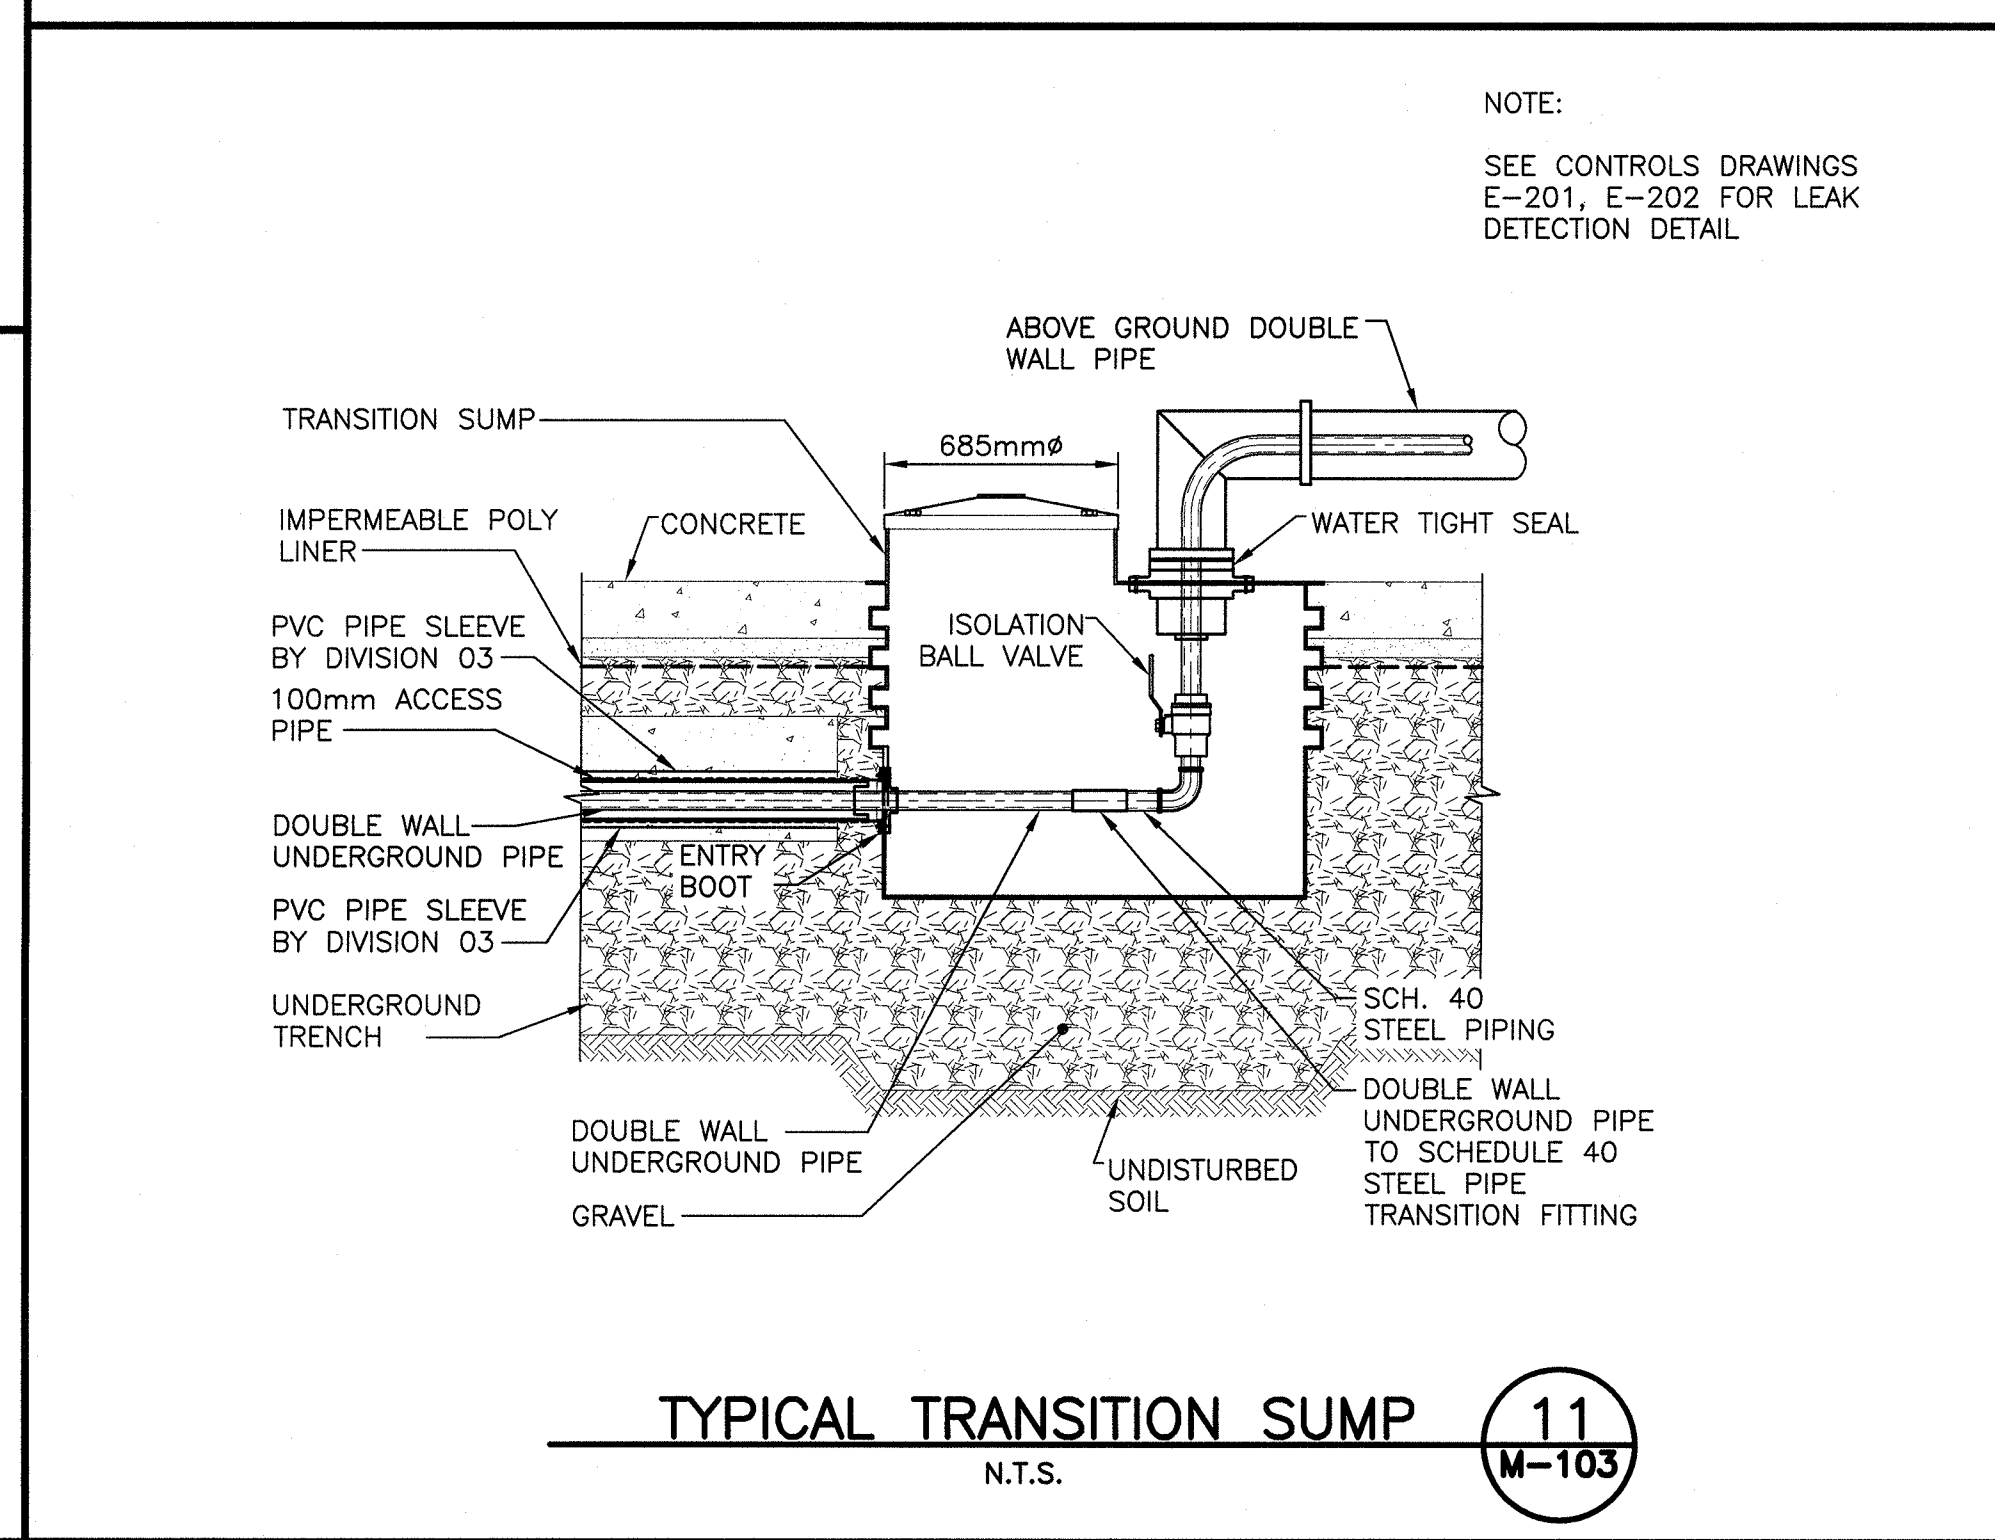 NOTE:
SEE CONTROLS DRAWINGS
E-201, E-202 FOR LEAK
DETECTION DETAIL
ABOVE GROUND DOUBLE
WALL PIPE
TRANSITION SUMP
685mmø
IMPERMEABLE POLY
LINER
CONCRETE
WATER TIGHT SEAL
PVC PIPE SLEEVE
BY DIVISION 03
ISOLATION
BALL VALVE
100mm ACCESS
PIPE
DOUBLE WALL
UNDERGROUND PIPE
ENTRY
BOOT
PVC PIPE SLEEVE
BY DIVISION 03
UNDERGROUND
TRENCH
SCH. 40
STEEL PIPING
DOUBLE WALL
UNDERGROUND PIPE
TO SCHEDULE 40
STEEL PIPE
TRANSITION FITTING
DOUBLE WALL
UNDERGROUND PIPE
UNDISTURBED
SOIL
GRAVEL
TYPICAL TRANSITION SUMP
N.T.S.
11
M-103